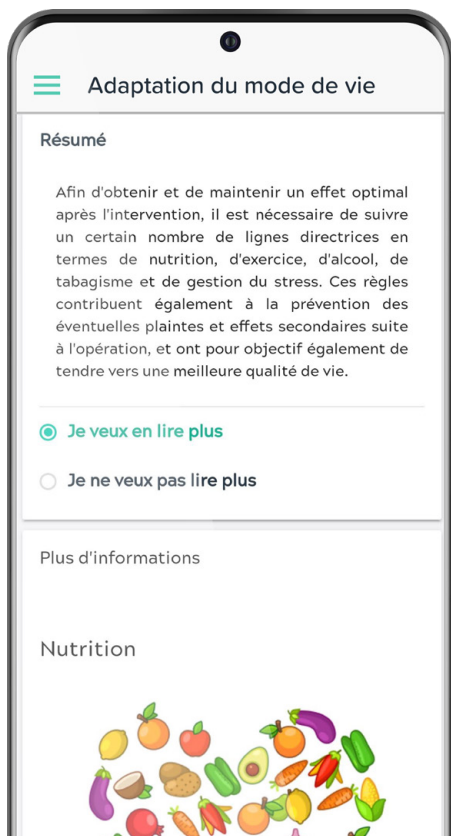 Adaptation du mode de vie
Résumé
Afin d'obtenir et de maintenir un effet optimal
après l'intervention, il est nécessaire de suivre
un certain nombre de lignes directrices en
termes de nutrition, d'exercice, d'alcool, de
tabagisme et de gestion du stress. Ces règles
contribuent également à la prévention des
éventuelles plaintes et effets secondaires suite
à l'opération, et ont pour objectif également de
tendre vers une meilleure qualité de vie.
Je veux en lire plus
Je ne veux pas lire plus
Plus d'informations
Nutrition